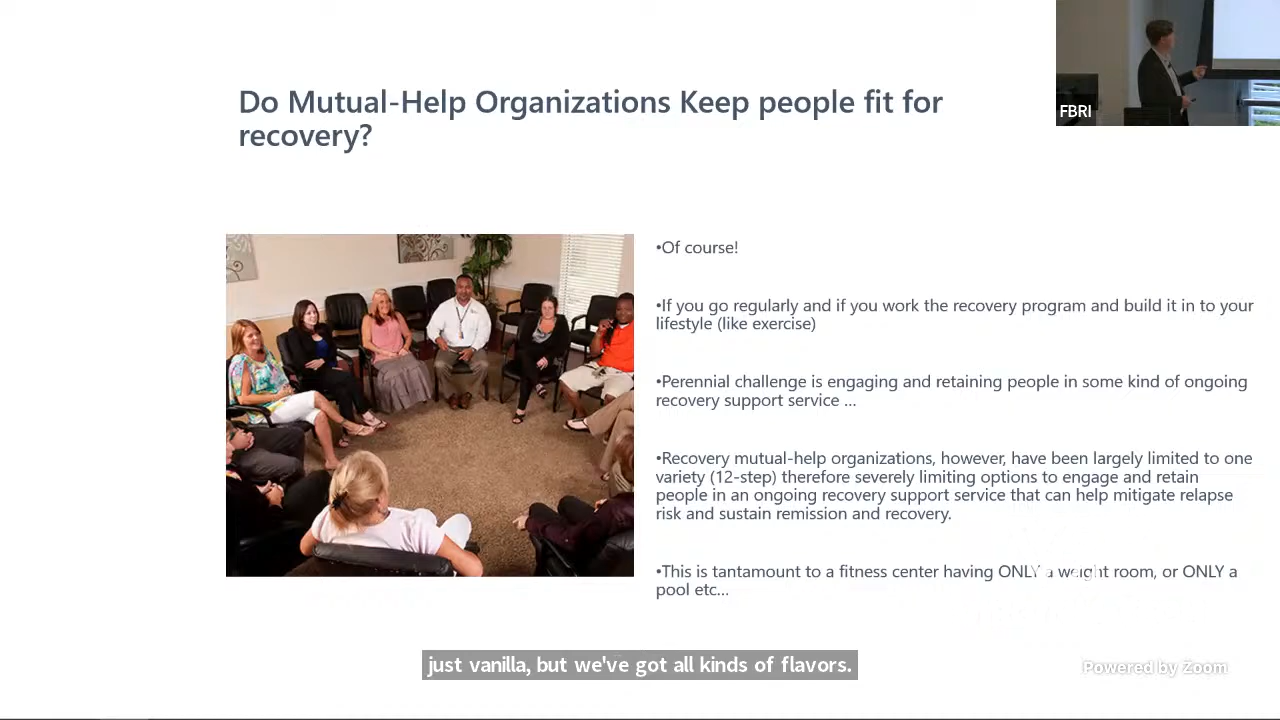 Do Mutual-Help Organizations Keep people fit for
recovery?
FBRI
•Of course!
•If you go regularly and if you work the recovery program and build it in to your
lifestyle (like exercise)
•Perennial challenge is engaging and retaining people in some kind of ongoing
recovery support service ...
•Recovery mutual-help organizations, however, have been largely limited to one
variety (12-step) therefore severely limiting options to engage and retain
people in an ongoing recovery support service that can help mitigate relapse
risk and sustain remission and recovery.
•This is tantamount to a fitness center having ONLY a weight room, or ONLY a
pool etc...
just vanilla, but we've got all kinds of flavors.
Powered by Zoom